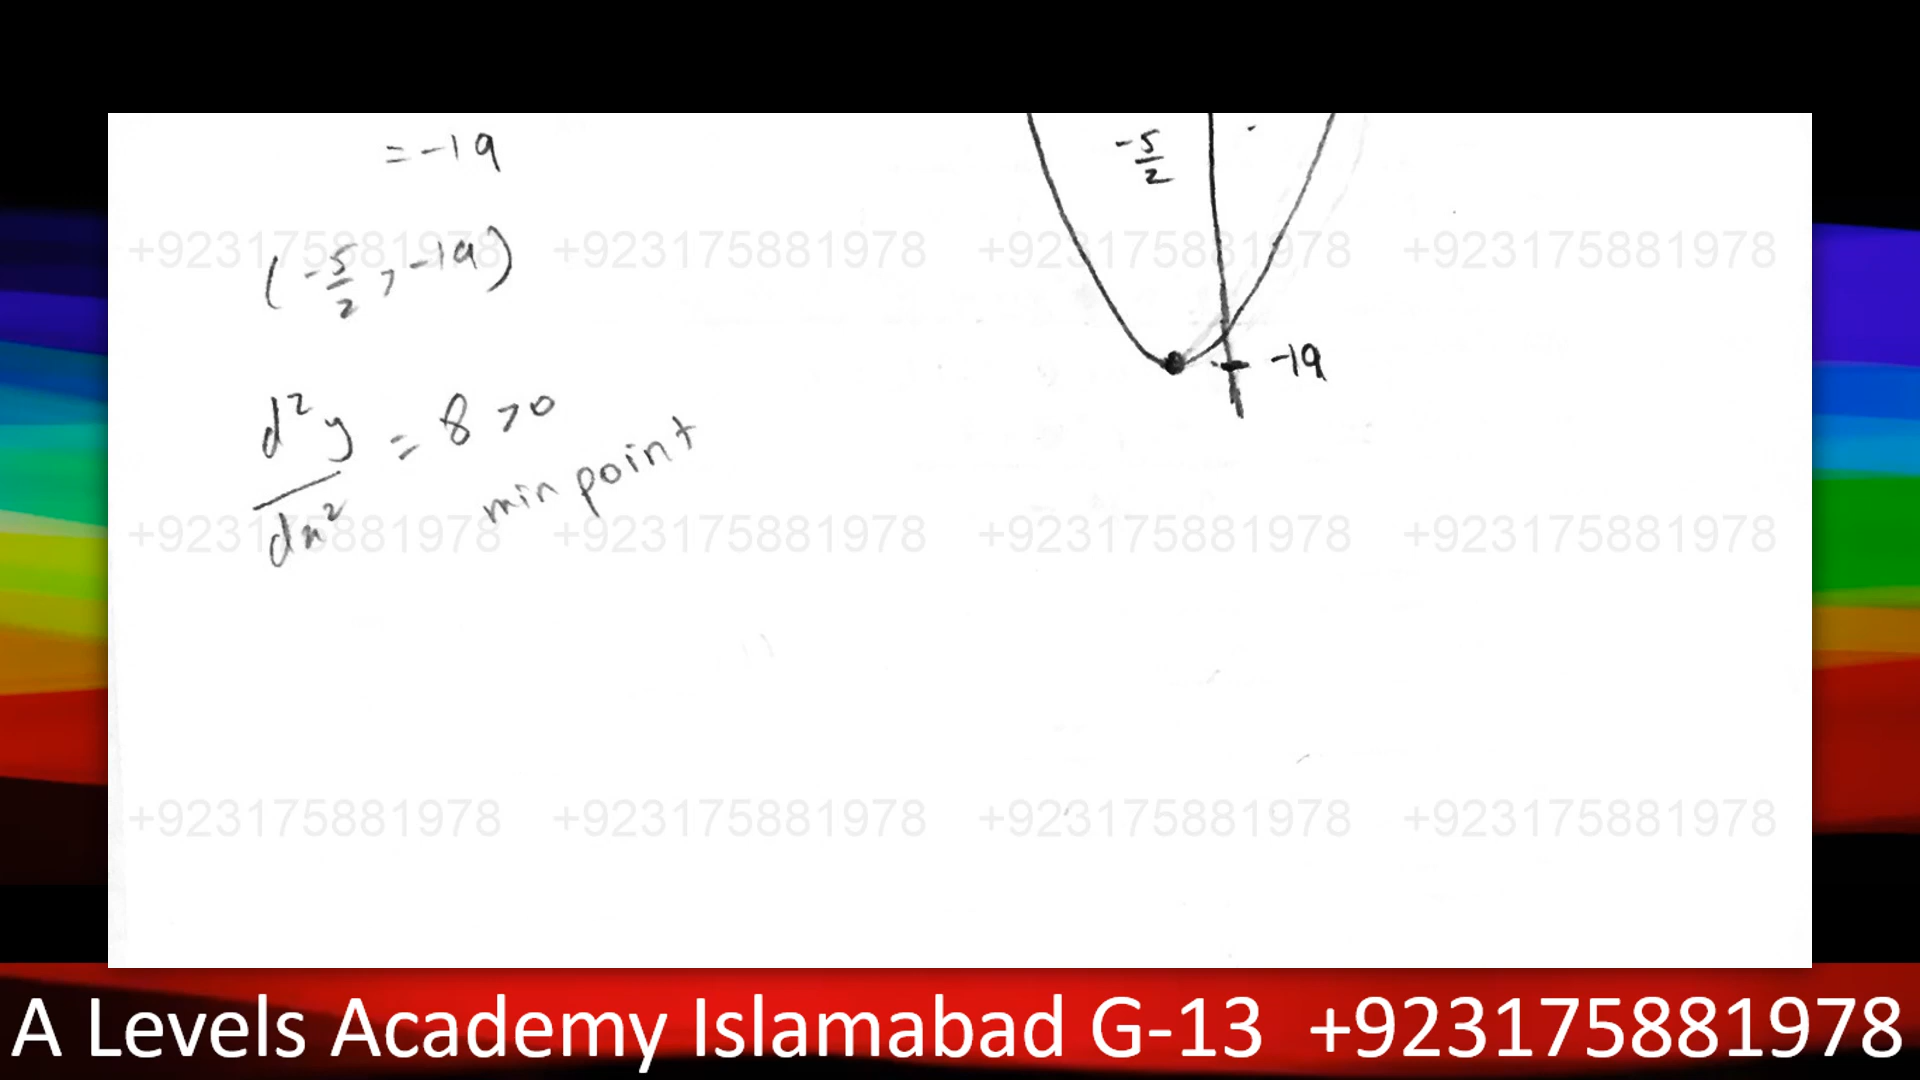 = -19
-5/2
+923175881978 +923175881978 +923175881978 +923175881978
(-5/2, -19)
-19
d²y/dx² = 8 > 0
min point
+923175881978 +923175881978 +923175881978 +923175881978
+923175881978 +923175881978 +923175881978 +923175881978
A Levels Academy Islamabad G-13 +923175881978